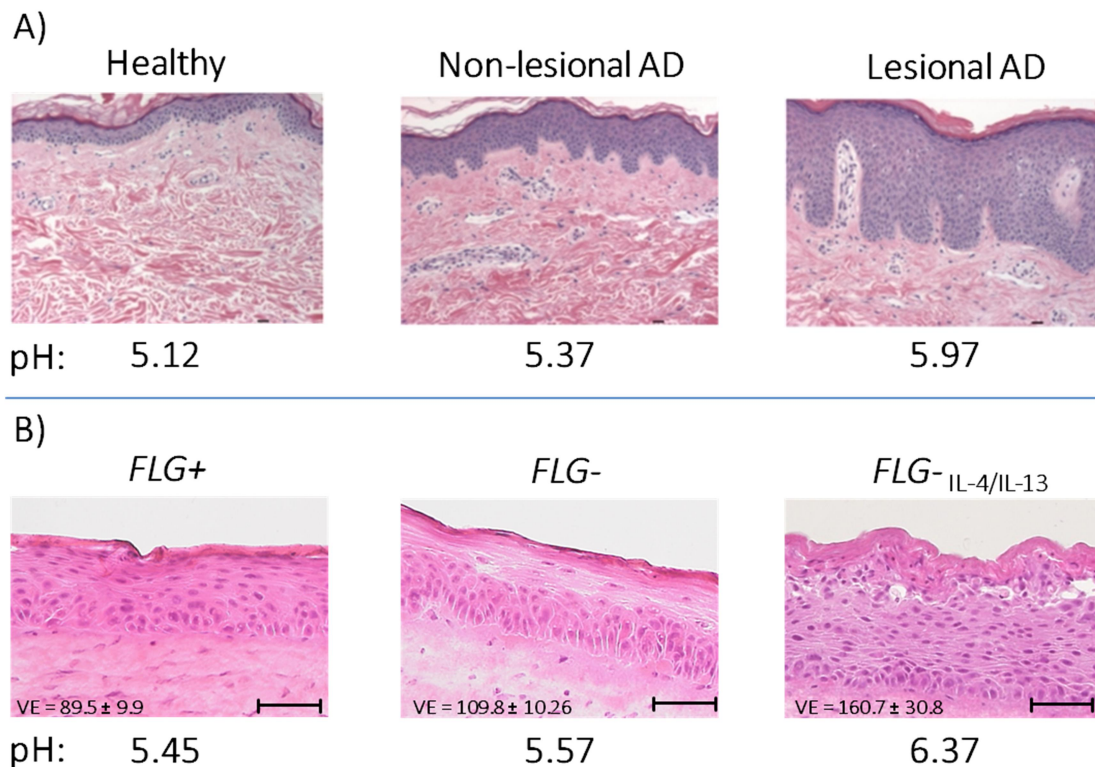 A)
Healthy Non-lesional AD Lesional AD
pH: 5.12 5.37 5.97
B)
FLG+ FLG- FLG- IL-4/IL-13
VE = 89.5 ± 9.9 VE = 109.8 ± 10.26 VE = 160.7 ± 30.8
pH: 5.45 5.57 6.37